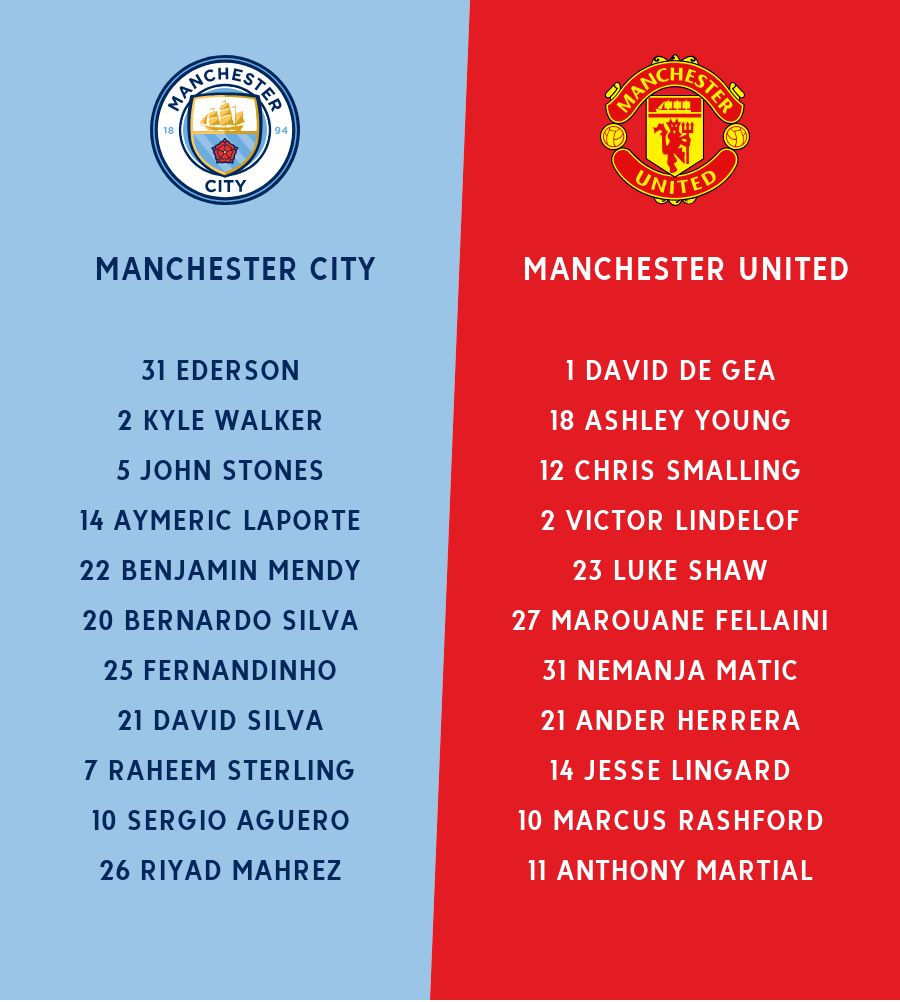 MANCHESTER
18 94
CITY
MANCHESTER
UNITED
MANCHESTER CITY
31 EDERSON
2 KYLE WALKER
5 JOHN STONES
14 AYMERIC LAPORTE
22 BENJAMIN MENDY
20 BERNARDO SILVA
25 FERNANDINHO
21 DAVID SILVA
7 RAHEEM STERLING
10 SERGIO AGUERO
26 RIYAD MAHREZ
MANCHESTER UNITED
1 DAVID DE GEA
18 ASHLEY YOUNG
12 CHRIS SMALLING
2 VICTOR LINDELOF
23 LUKE SHAW
27 MAROUANE FELLAINI
31 NEMANJA MATIC
21 ANDER HERRERA
14 JESSE LINGARD
10 MARCUS RASHFORD
11 ANTHONY MARTIAL